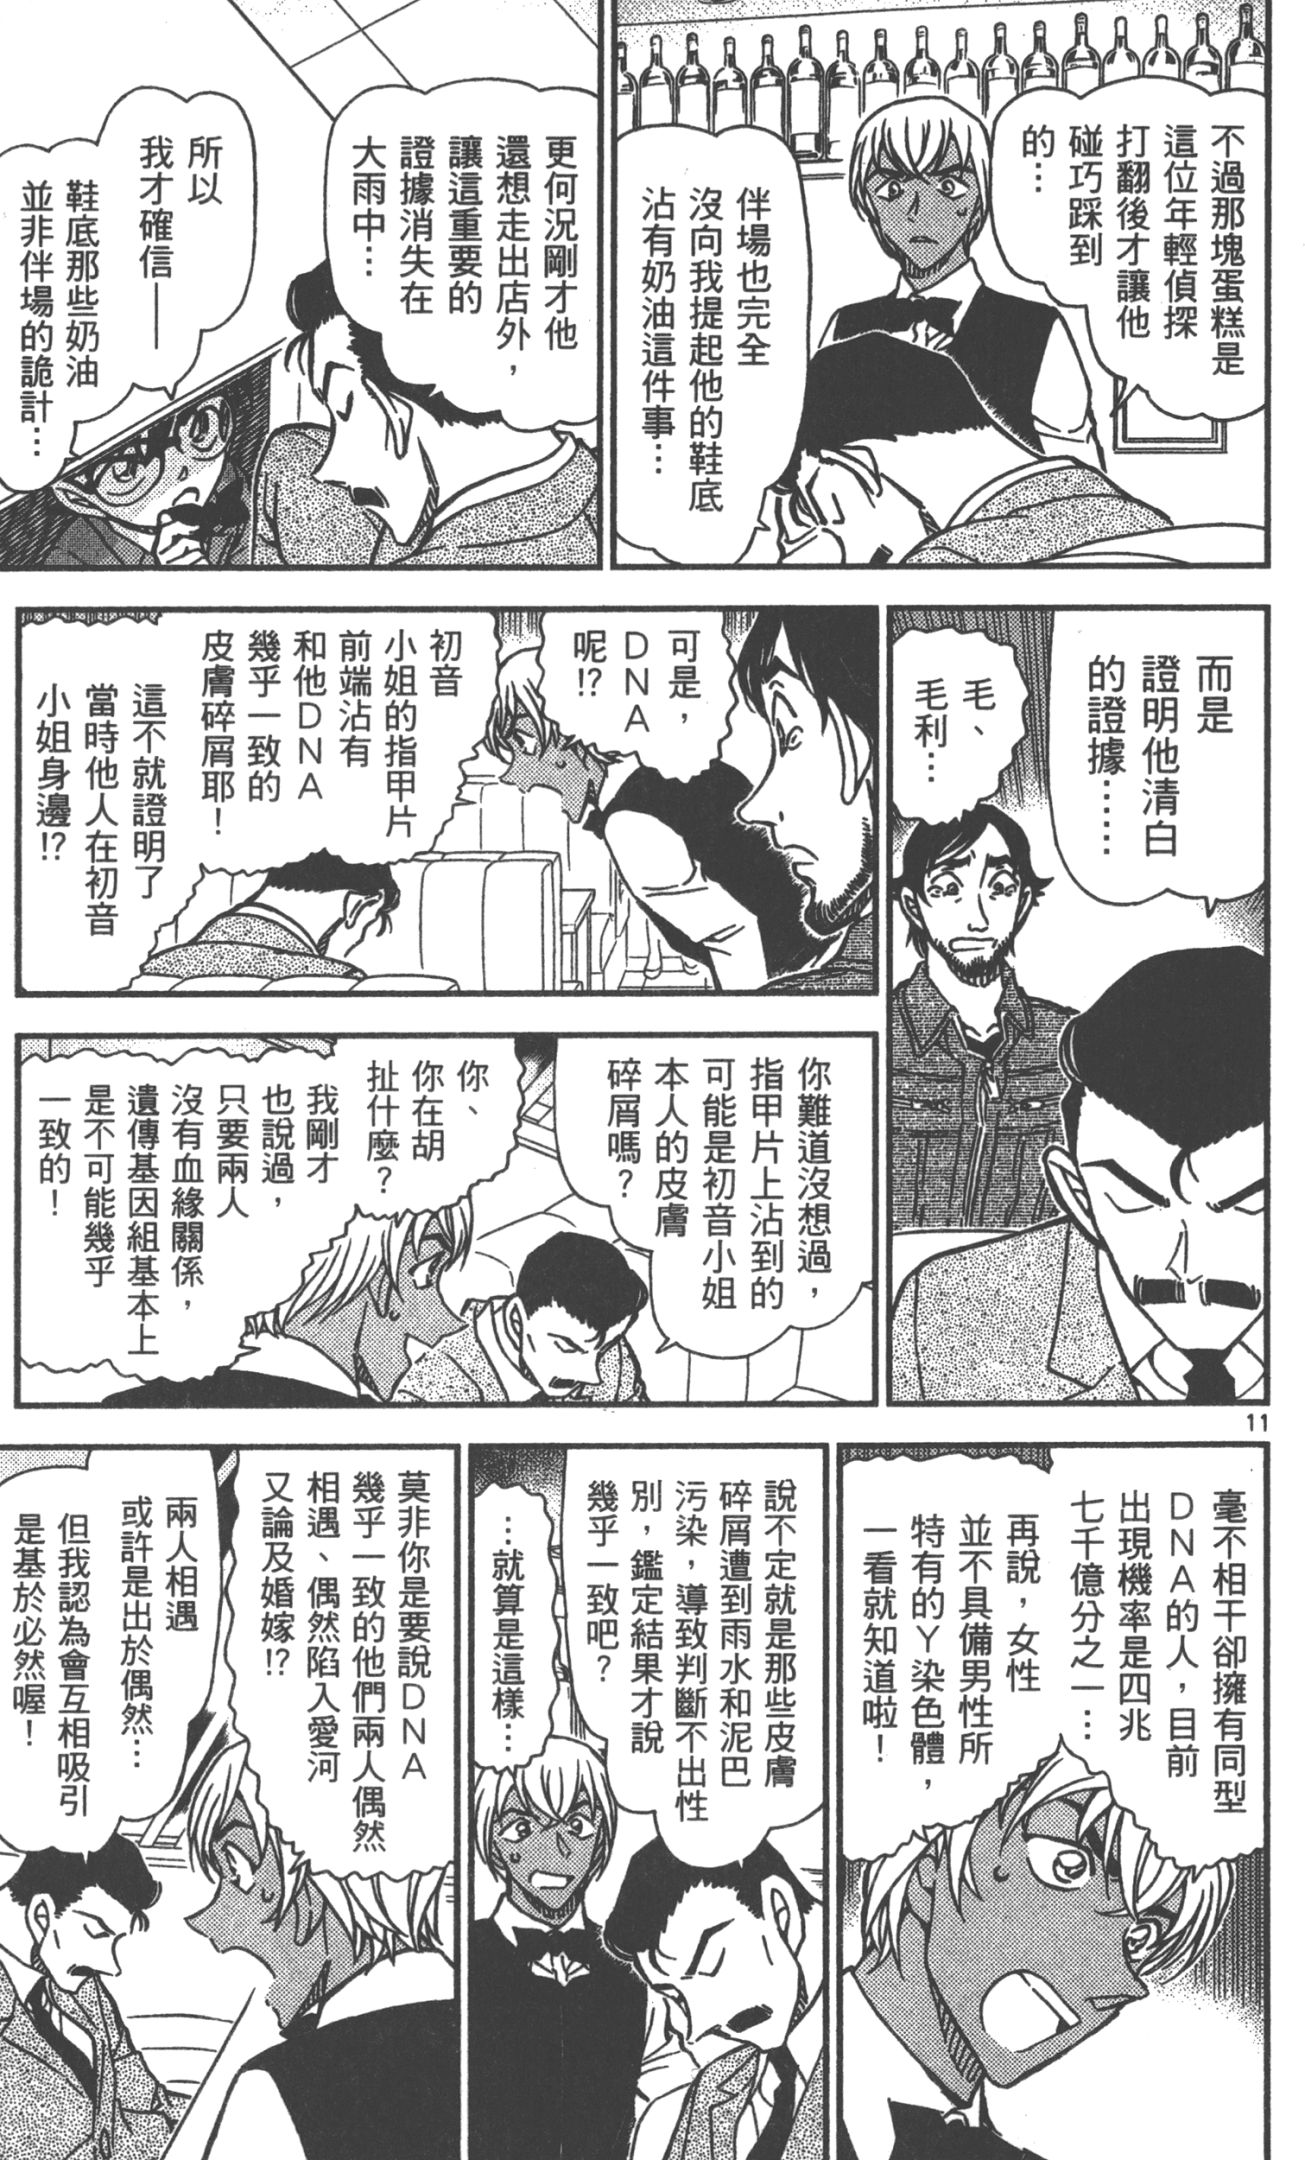 不過那塊蛋糕是
這位年輕偵探
打翻後才讓他
碰巧踩到
的…
伴場也完全
沒向我提起他的鞋底
沾有奶油這件事…
更何況剛才他
還想走出店外，
讓這重要的
證據消失在
大雨中…
所以
我才確信——
鞋底那些奶油
並非伴場的詭計…
而是
證明他清白
的證據……
毛、
毛利…
可是，
DNA
呢!?
初音
小姐的指甲片
前端沾有
和他DNA
幾乎一致的
皮膚碎屑耶！
這不就證明了
當時他人在初音
小姐身邊!?
你難道沒想過，
指甲片上沾到的
可能是初音小姐
本人的皮膚
碎屑嗎？
你、
你在胡
扯什麼？
我剛才
也說過，
只要兩人
沒有血緣關係，
遺傳基因組基本上
是不可能幾乎
一致的！
11
毫不相干卻擁有同型
DNA的人，目前
出現機率是四兆
七千億分之一…
再說，女性
並不具備男性所
特有的Y染色體，
一看就知道啦！
說不定就是那些皮膚
碎屑遭到雨水和泥巴
污染，導致判斷不出性
別，鑑定結果才說
幾乎一致吧？
…就算是這樣…
莫非你是要說DNA
幾乎一致的他們兩人偶然
相遇、偶然陷入愛河
又論及婚嫁!?
兩人相遇
或許是出於偶然…
但我認為會互相吸引
是基於必然喔！